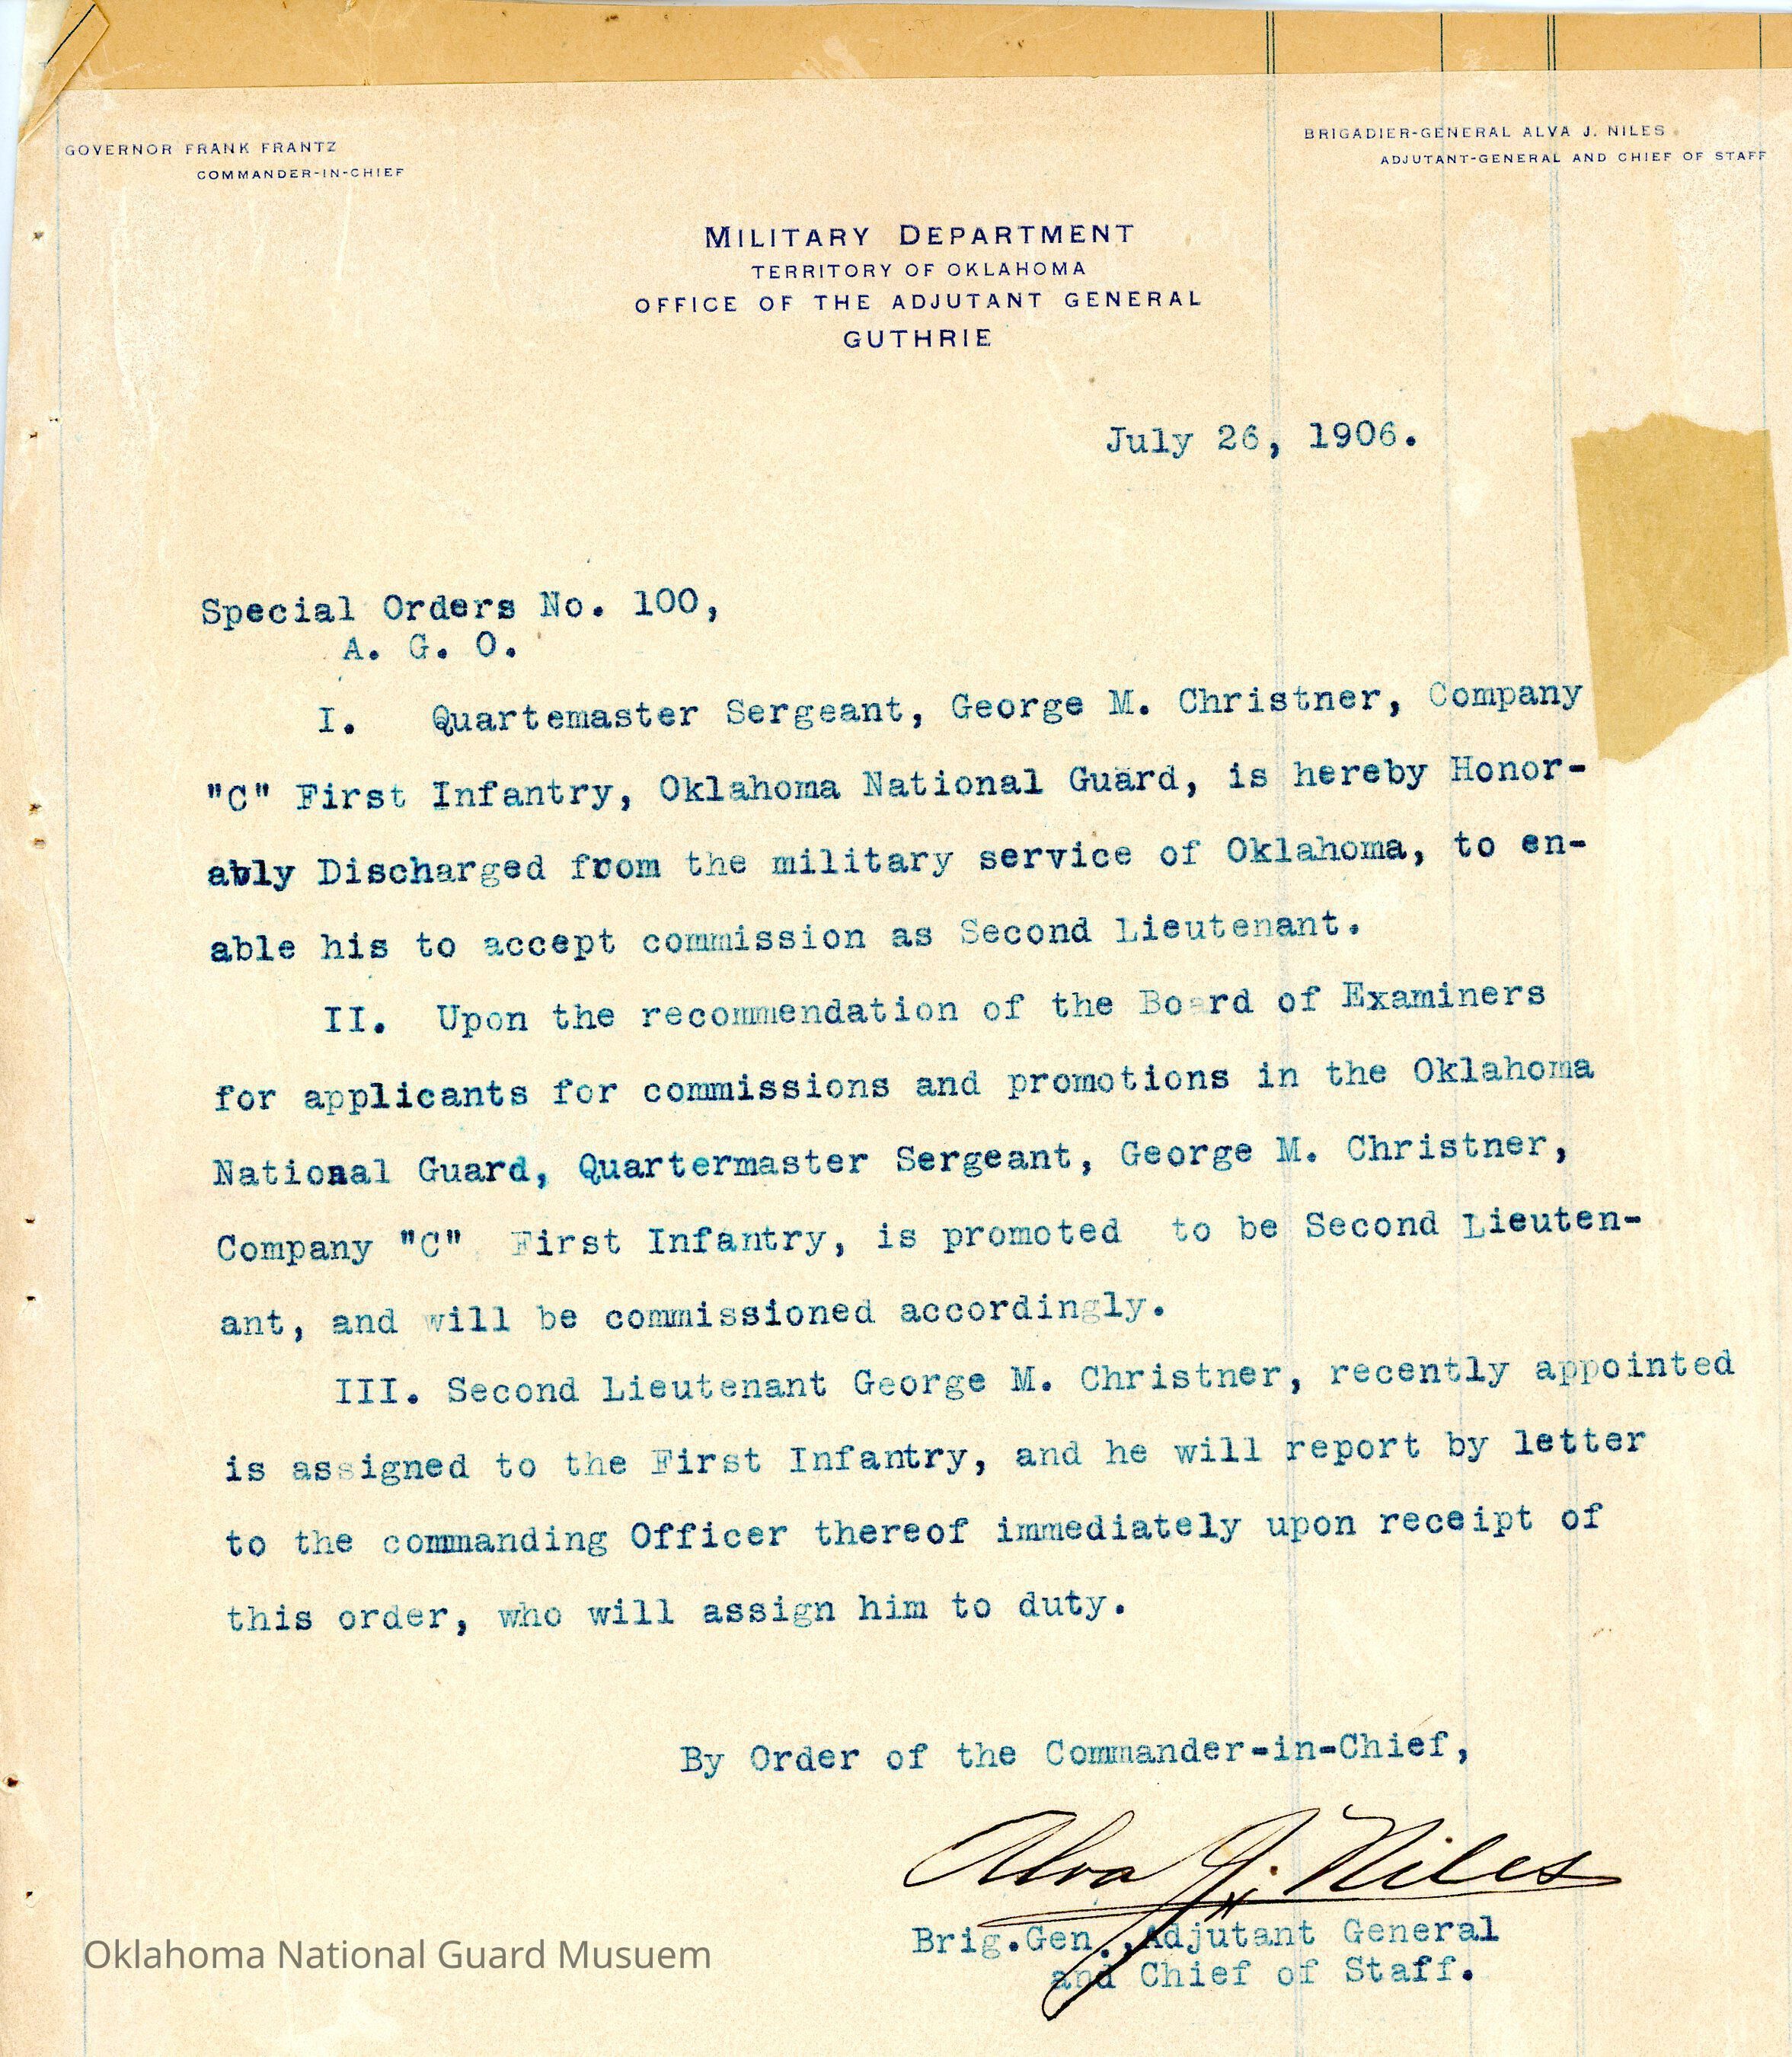 GOVERNOR FRANK FRANTZ
COMMANDER-IN-CHIEF
BRIGADIER-GENERAL ALVA J. NILES
ADJUTANT-GENERAL AND CHIEF OF STAFF
MILITARY DEPARTMENT
TERRITORY OF OKLAHOMA
OFFICE OF THE ADJUTANT GENERAL
GUTHRIE
July 26, 1906.
Special Orders No. 100,
A. G. O.
I. Quartemaster Sergeant, George M. Christner, Company
"C" First Infantry, Oklahoma National Guard, is hereby Honor-
ably Discharged from the military service of Oklahoma, to en-
able his to accept commission as Second Lieutenant.
II. Upon the recommendation of the Board of Examiners
for applicants for commissions and promotions in the Oklahoma
National Guard, Quartermaster Sergeant, George M. Christner,
Company "C" First Infantry, is promoted to be Second Lieuten-
ant, and will be commissioned accordingly.
III. Second Lieutenant George M. Christner, recently appointed
is assigned to the First Infantry, and he will report by letter
to the commanding Officer thereof immediately upon receipt of
this order, who will assign him to duty.
By Order of the Commander-in-Chief,
Alva J. Niles
Brig.Gen.,Adjutant General
and Chief of Staff.
Oklahoma National Guard Musuem